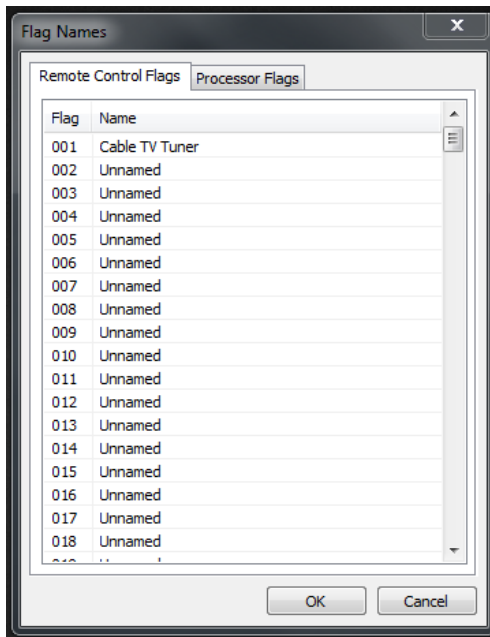 Flag Names
Remote Control Flags Processor Flags
Flag Name
001 Cable TV Tuner
002 Unnamed
003 Unnamed
004 Unnamed
005 Unnamed
006 Unnamed
007 Unnamed
008 Unnamed
009 Unnamed
010 Unnamed
011 Unnamed
012 Unnamed
013 Unnamed
014 Unnamed
015 Unnamed
016 Unnamed
017 Unnamed
018 Unnamed
OK Cancel